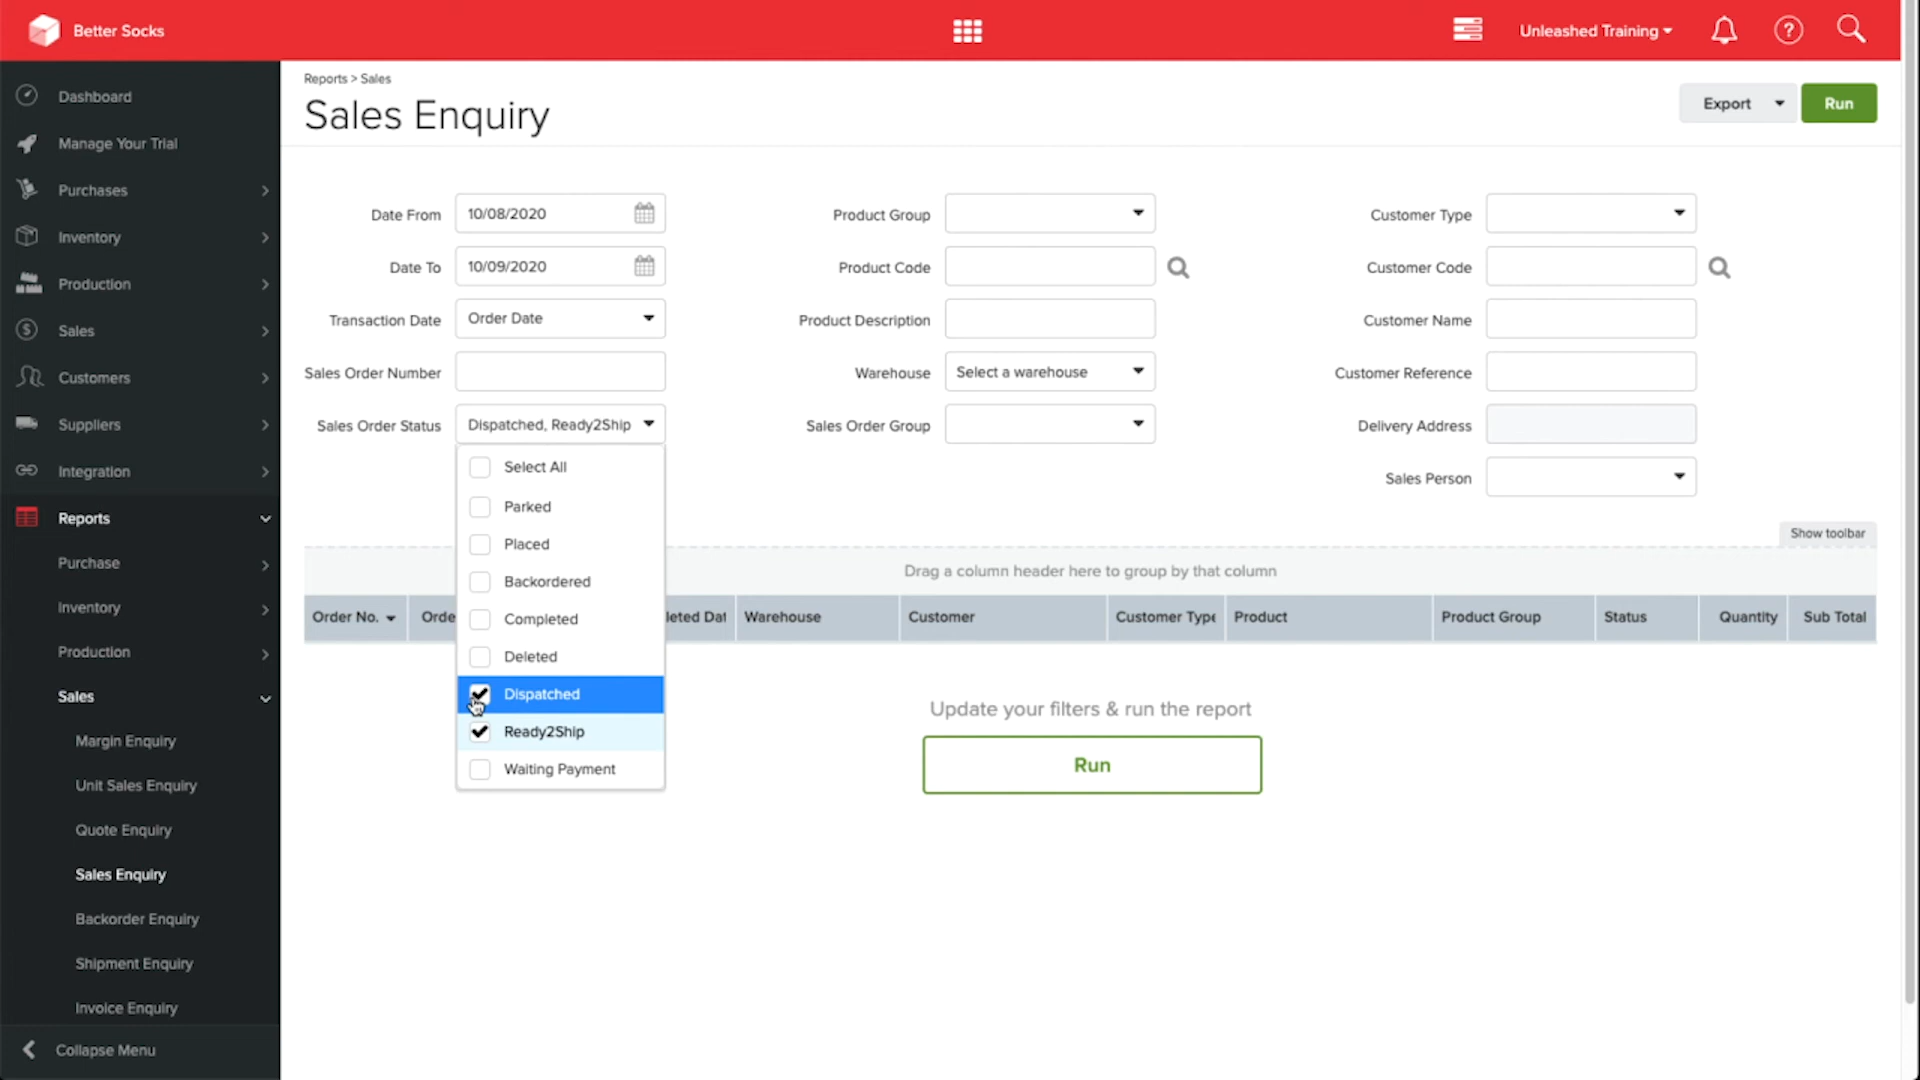 Better Socks
Unleashed Training
?
Dashboard
Manage Your Trial
Purchases
Inventory
Production
Sales
Customers
Suppliers
Integration
Reports
Purchase
Inventory
Production
Sales
Margin Enquiry
Unit Sales Enquiry
Quote Enquiry
Sales Enquiry
Backorder Enquiry
Shipment Enquiry
Invoice Enquiry
Collapse Menu
Reports > Sales
Sales Enquiry
Export
Run
Date From 10/08/2020
Date To 10/09/2020
Transaction Date Order Date
Sales Order Number
Sales Order Status Dispatched, Ready2Ship
Select All
Parked
Placed
Backordered
Completed
Deleted
Dispatched
Ready2Ship
Waiting Payment
Product Group
Product Code
Product Description
Warehouse Select a warehouse
Sales Order Group
Customer Type
Customer Code
Customer Name
Customer Reference
Delivery Address
Sales Person
Show toolbar
Drag a column header here to group by that column
Order No. Orde leted Dat Warehouse Customer Customer Type Product Product Group Status Quantity Sub Total
Update your filters & run the report
Run